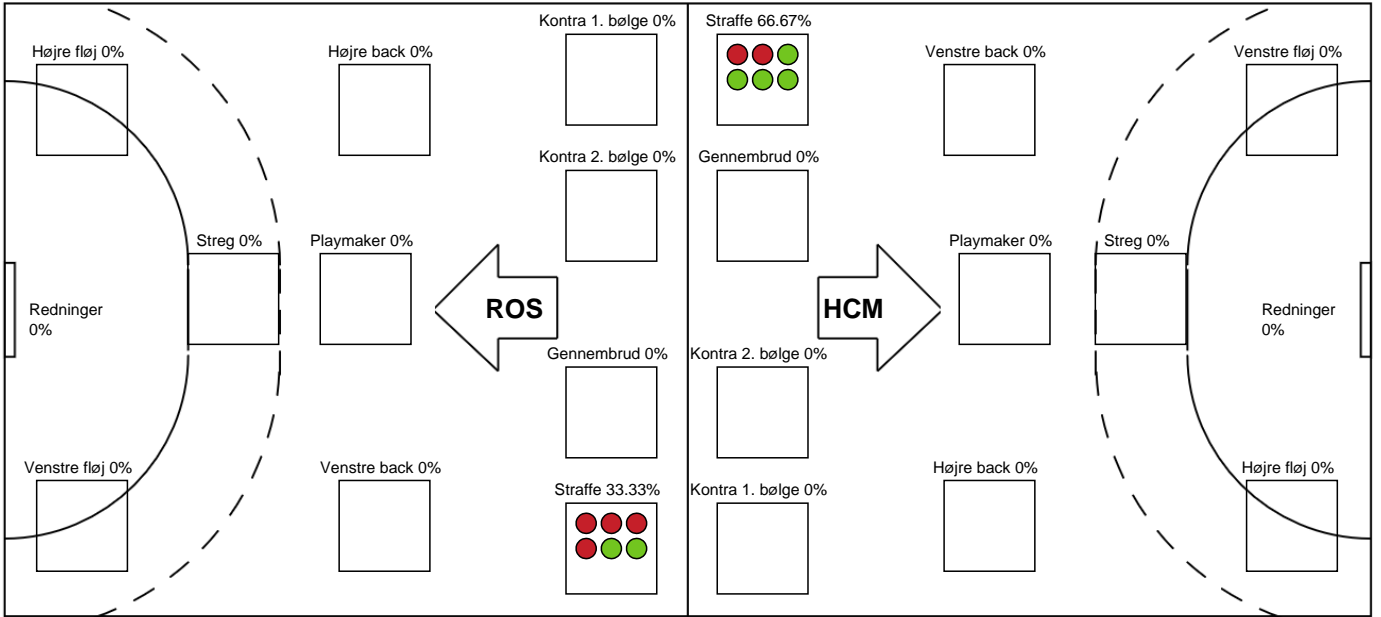 Kontra 1. bølge 0%
Straffe 66.67%
Højre fløj 0%
Højre back 0%
Venstre back 0%
Venstre fløj 0%
Kontra 2. bølge 0%
Gennembrud 0%
Streg 0%
Playmaker 0%
Playmaker 0%
Streg 0%
Redninger
0%
ROS
HCM
Redninger
0%
Gennembrud 0%
Kontra 2. bølge 0%
Venstre fløj 0%
Venstre back 0%
Højre back 0%
Højre fløj 0%
Straffe 33.33%
Kontra 1. bølge 0%